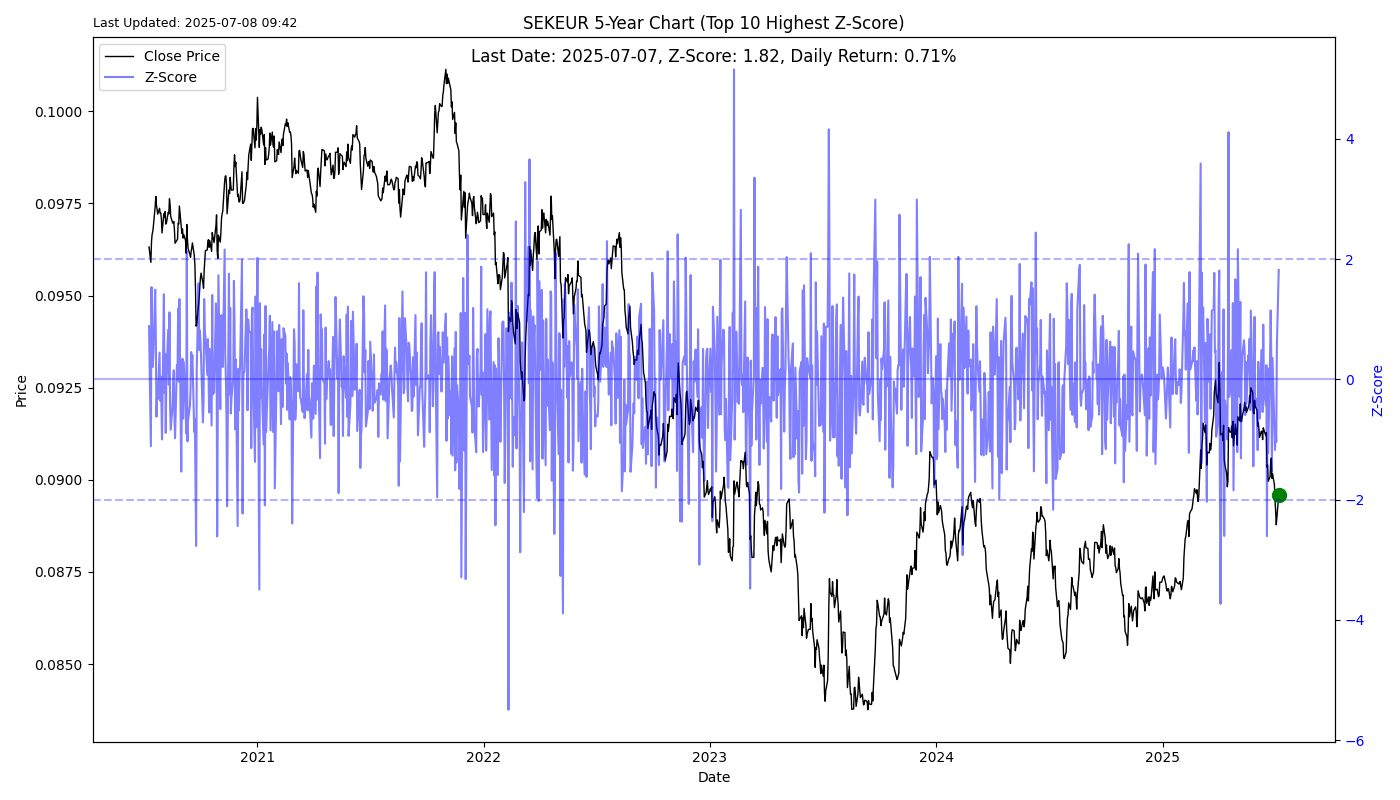 Last Updated: 2025-07-08 09:42
SEKEUR 5-Year Chart (Top 10 Highest Z-Score)
Last Date: 2025-07-07, Z-Score: 1.82, Daily Return: 0.71%
Close Price
Z-Score
0.1000
0.0975
0.0950
0.0925
0.0900
0.0875
0.0850
Price
4
2
0
−2
−4
−6
Z-Score
2021
2022
2023
2024
2025
Date